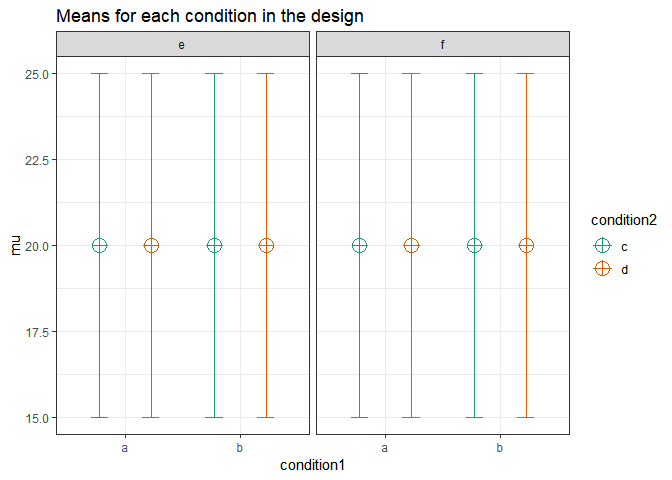 Means for each condition in the design
e
f
25.0
22.5
20.0
17.5
15.0
mu
a
b
a
b
condition1
condition2
c
d